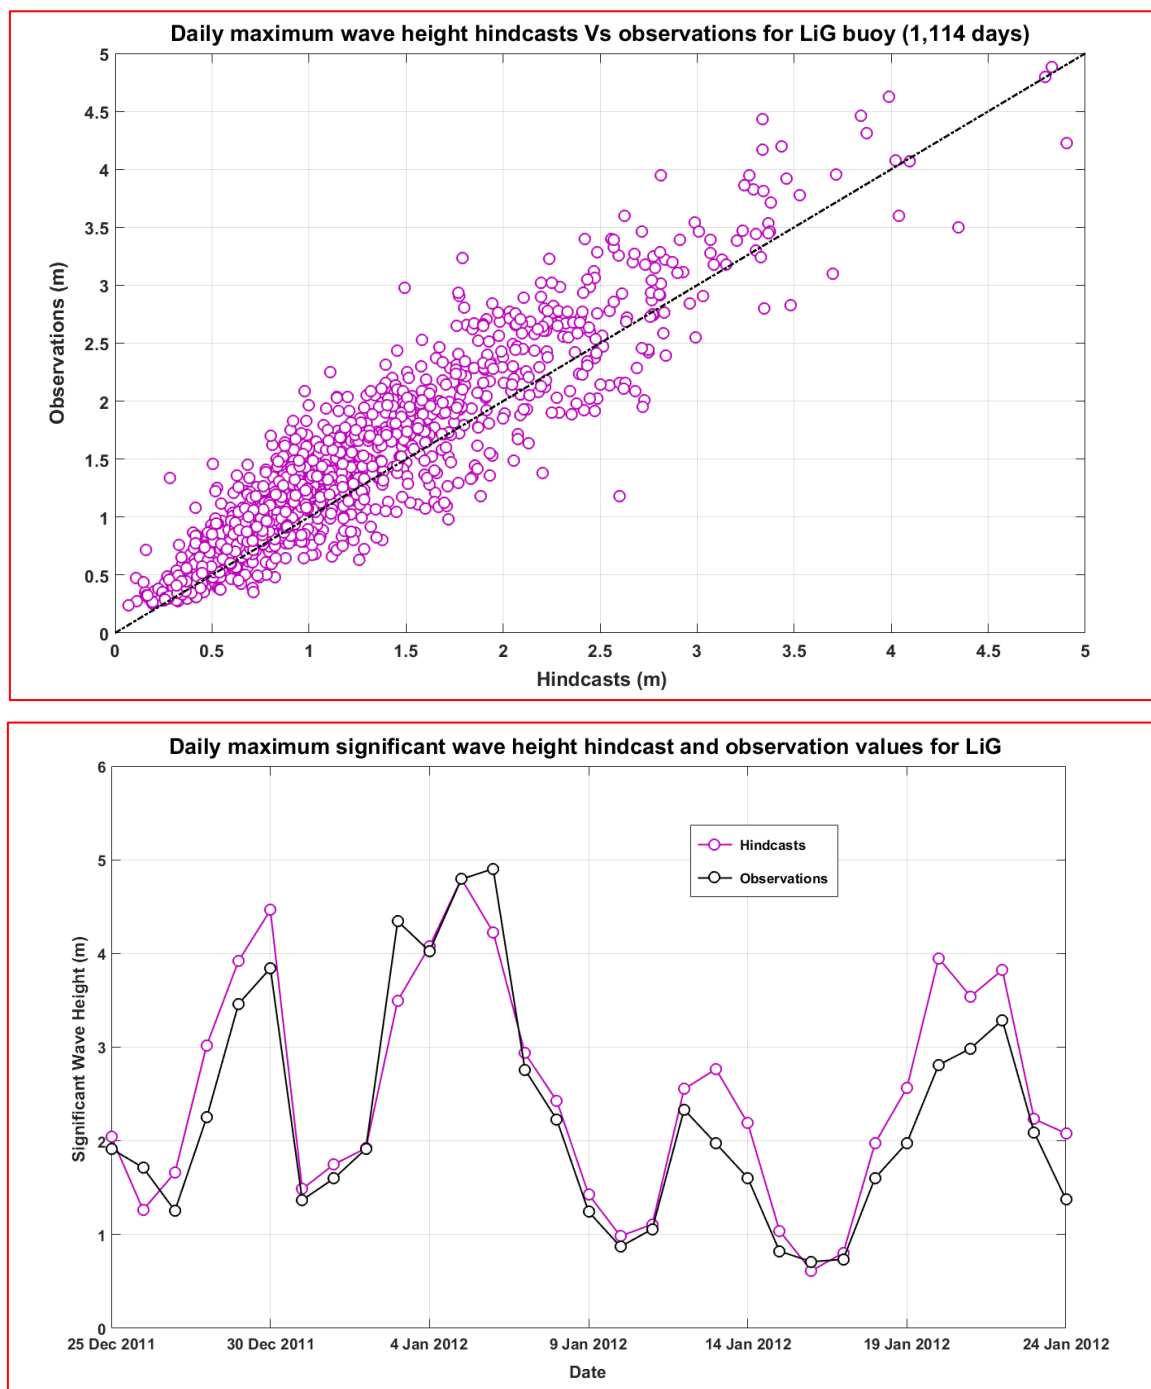 Daily maximum wave height hindcasts Vs observations for LiG buoy (1,114 days)
5
4.5
4
3.5
3
2.5
2
1.5
1
0.5
0
Observations (m)
0 0.5 1 1.5 2 2.5 3 3.5 4 4.5 5
Hindcasts (m)
Daily maximum significant wave height hindcast and observation values for LiG
6
5
4
3
2
1
0
Significant Wave Height (m)
Hindcasts
Observations
25 Dec 2011 30 Dec 2011 4 Jan 2012 9 Jan 2012 14 Jan 2012 19 Jan 2012 24 Jan 2012
Date